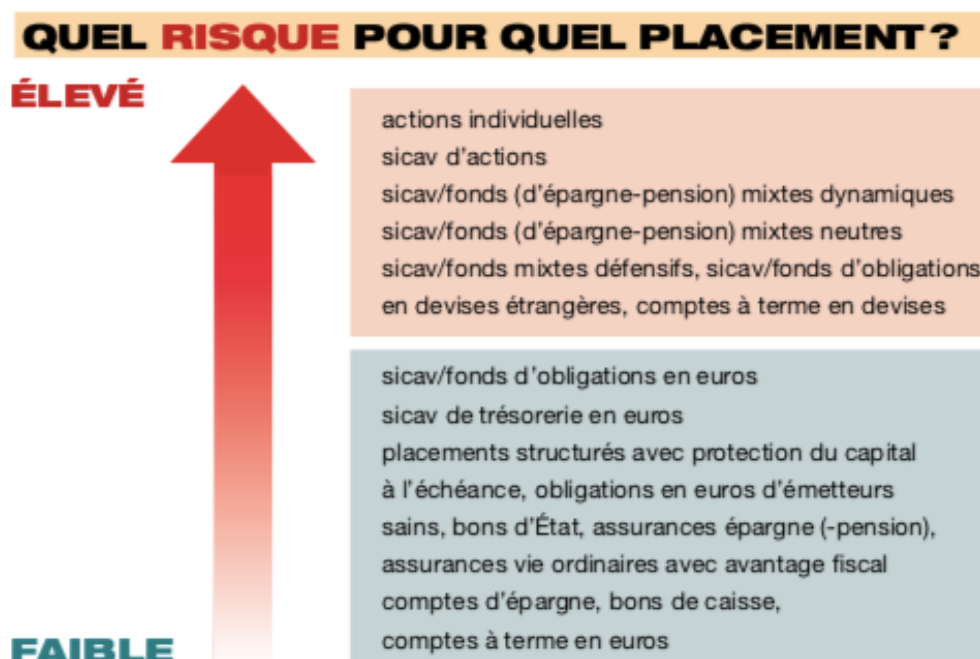 QUEL RISQUE POUR QUEL PLACEMENT?
ÉLEVÉ
actions individuelles
sicav d'actions
sicav/fonds (d'épargne-pension) mixtes dynamiques
sicav/fonds (d'épargne-pension) mixtes neutres
sicav/fonds mixtes défensifs, sicav/fonds d'obligations
en devises étrangères, comptes à terme en devises
sicav/fonds d'obligations en euros
sicav de trésorerie en euros
placements structurés avec protection du capital
à l'échéance, obligations en euros d'émetteurs
sains, bons d'État, assurances épargne (-pension),
assurances vie ordinaires avec avantage fiscal
comptes d'épargne, bons de caisse,
comptes à terme en euros
FAIBLE